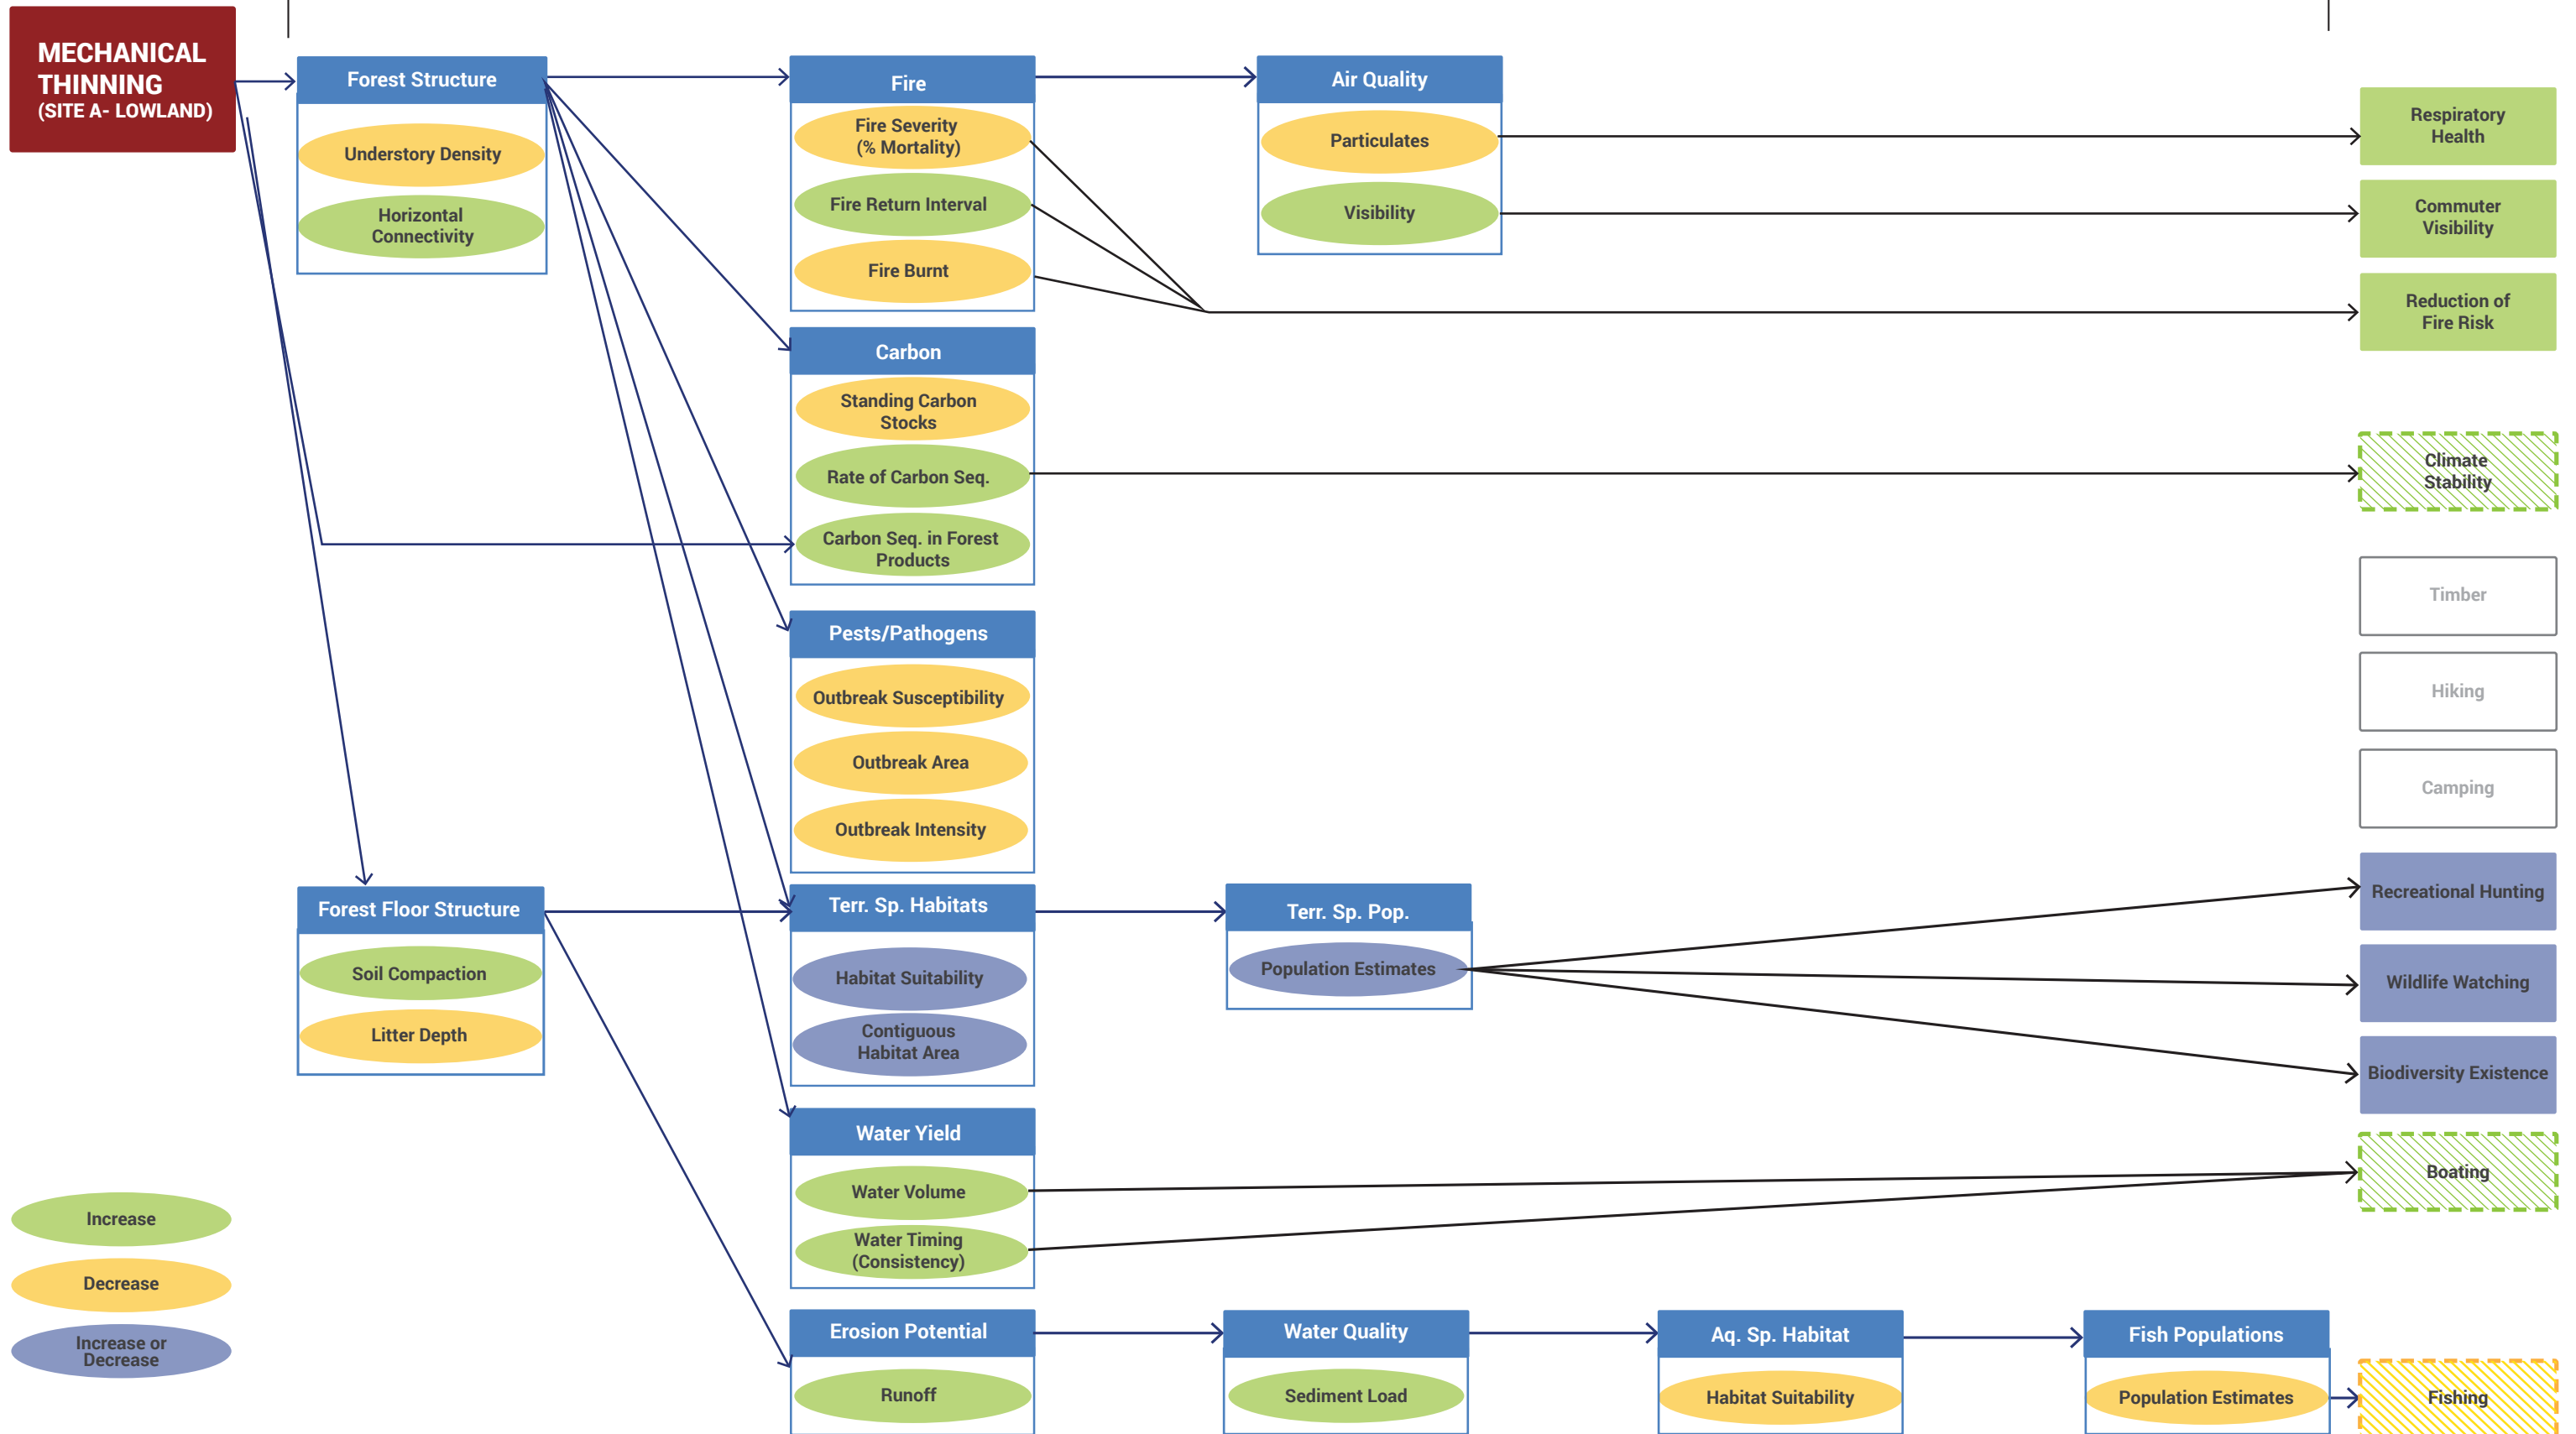 MECHANICAL
THINNING
(SITE A- LOWLAND)
Forest Structure
Understory Density
Horizontal
Connectivity
Fire
Fire Severity
(% Mortality)
Fire Return Interval
Fire Burnt
Air Quality
Particulates
Visibility
Respiratory
Health
Commuter
Visibility
Reduction of
Fire Risk
Carbon
Standing Carbon
Stocks
Rate of Carbon Seq.
Carbon Seq. in Forest
Products
Climate
Stability
Timber
Hiking
Camping
Pests/Pathogens
Outbreak Susceptibility
Outbreak Area
Outbreak Intensity
Forest Floor Structure
Soil Compaction
Litter Depth
Terr. Sp. Habitats
Habitat Suitability
Contiguous
Habitat Area
Terr. Sp. Pop.
Population Estimates
Recreational Hunting
Wildlife Watching
Biodiversity Existence
Water Yield
Water Volume
Water Timing
(Consistency)
Boating
Increase
Decrease
Increase or
Decrease
Erosion Potential
Runoff
Water Quality
Sediment Load
Aq. Sp. Habitat
Habitat Suitability
Fish Populations
Population Estimates
Fishing